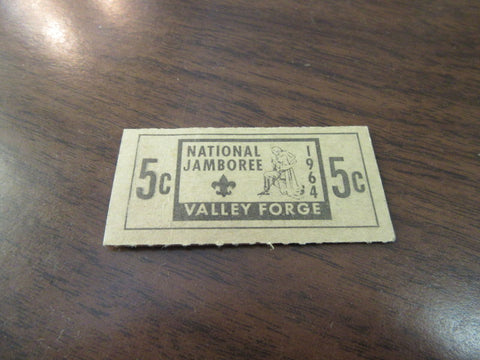 5c
NATIONAL
JAMBOREE
1964
VALLEY FORGE
5c